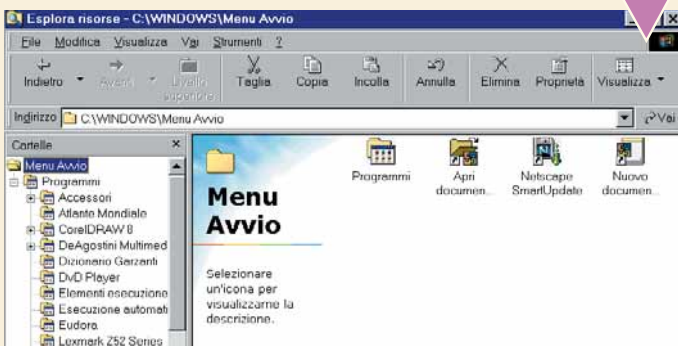 Esplora risorse - C:\WINDOWS\Menu Avvio
File Modifica Visualizza Vai Strumenti ?
Indietro Avanti Livello superiore Taglia Copia Incolla Annulla Elimina Proprietà Visualizza
Indirizzo C:\WINDOWS\Menu Avvio Vai
Cartelle
Menu Avvio
Programmi
Accessori
Atlante Mondiale
CorelDRAW 8
DeAgostini Multimed
Dizionario Garzanti
DvD Player
Elementi esecuzione
Esecuzione automati
Eudora
Lexmark Z52 Series
Menu
Avvio
Selezionare
un'icona per
visualizzarne la
descrizione.
Programmi
Apri
documen...
Netscape
SmartUpdate
Nuovo
documen...